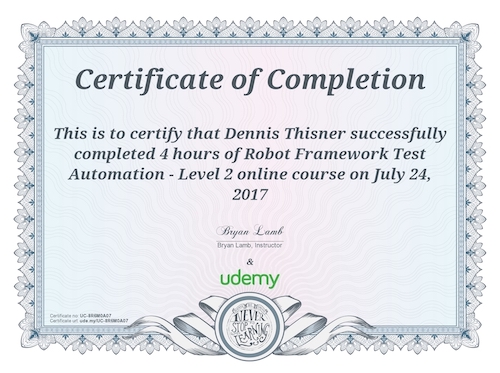 Certificate of Completion
This is to certify that Dennis Thisner successfully
completed 4 hours of Robot Framework Test
Automation - Level 2 online course on July 24,
2017
Bryan Lamb
Bryan Lamb, Instructor
&
udemy
Certificate no: UC-8R6M0AO7
Certificate url: ude.my/UC-8R6M0AO7
NEVER
STOP
LEARNING